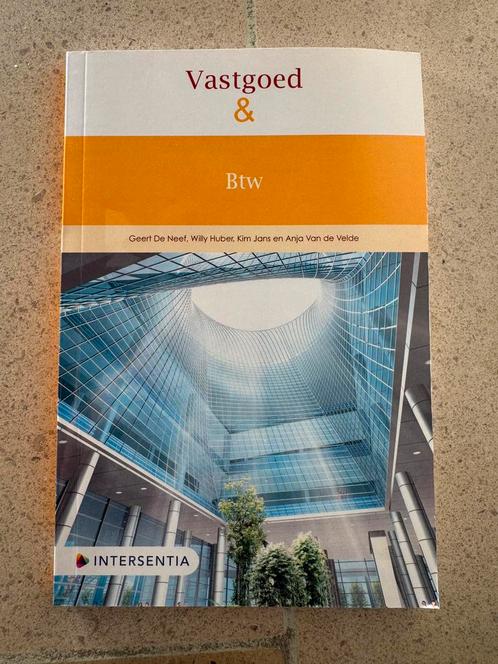 Vastgoed
&
Btw
Geert De Neef, Willy Huber, Kim Jans en Anja Van de Velde
INTERSENTIA